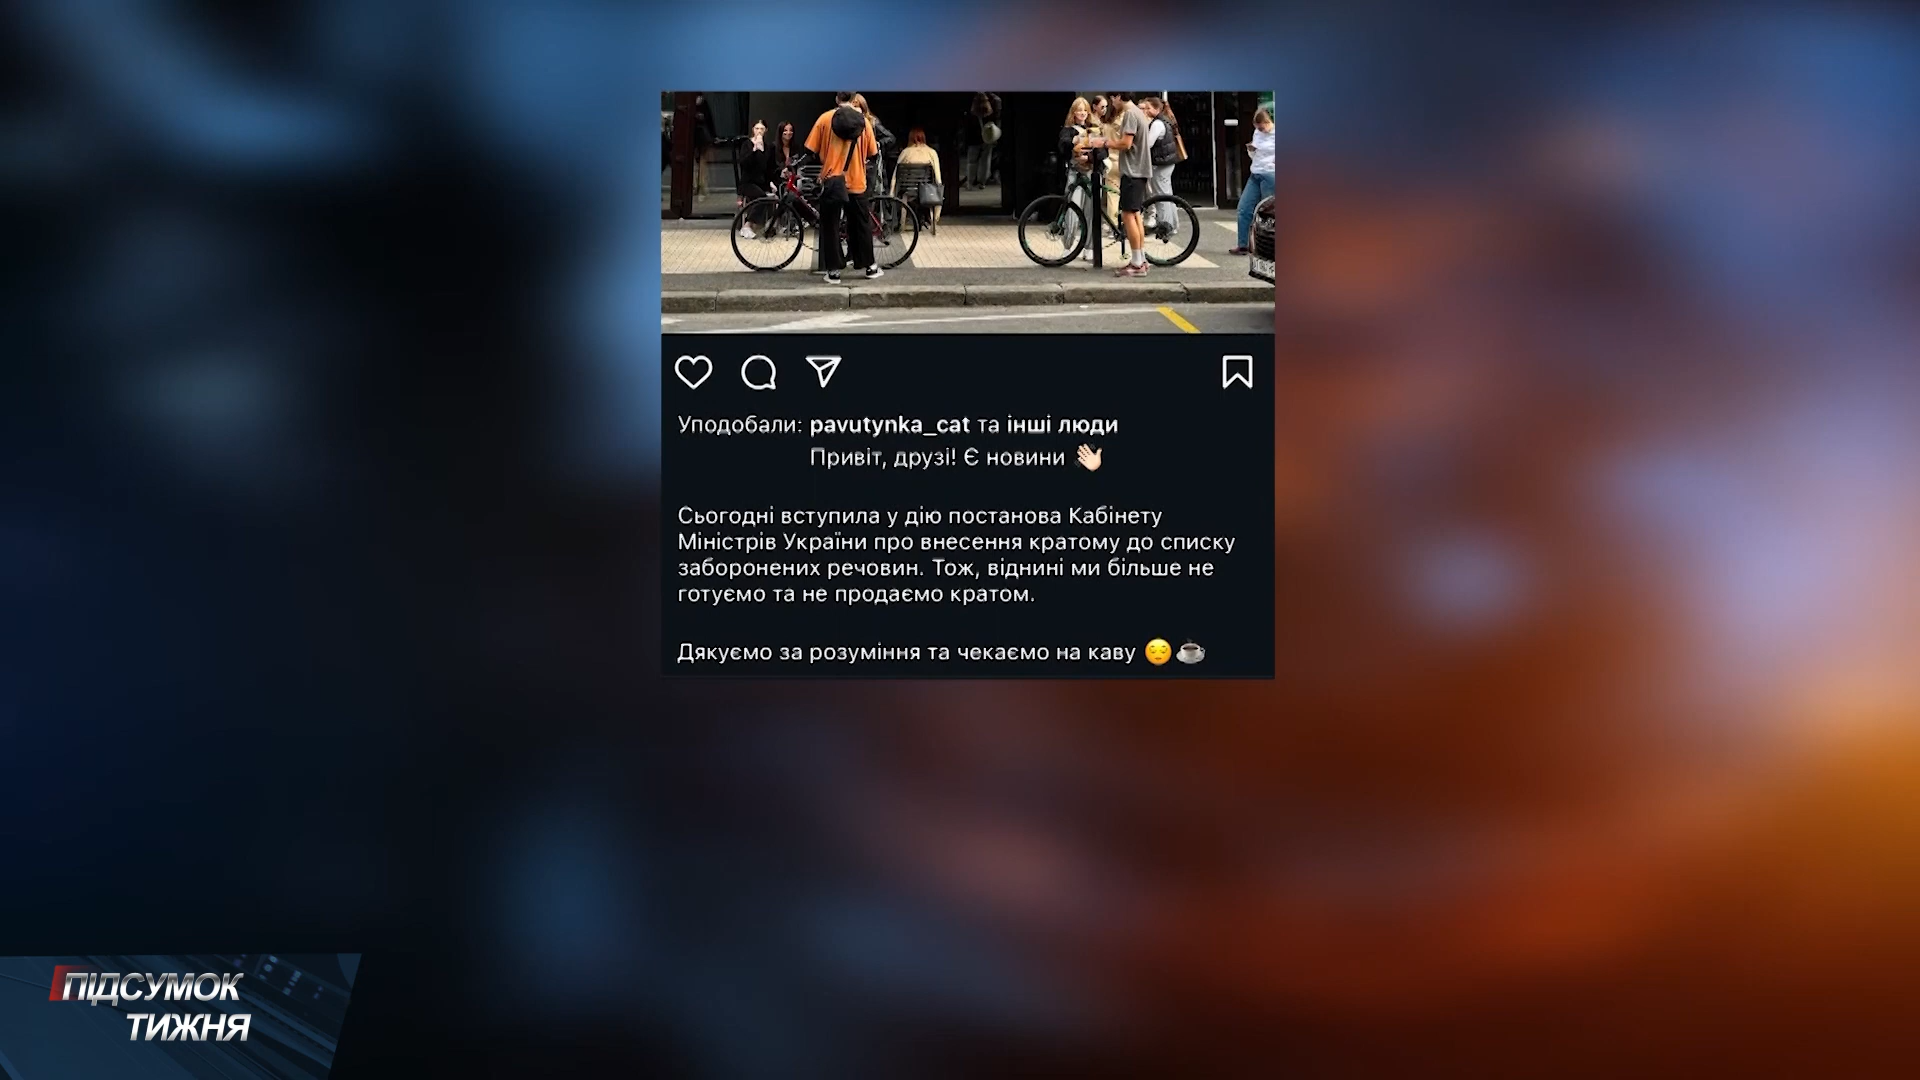 Уподобали: pavutynka_cat та інші люди
Привіт, друзі! Є новини 👋🏻
Сьогодні вступила у дію постанова Кабінету
Міністрів України про внесення кратому до списку
заборонених речовин. Тож, віднині ми більше не
готуємо та не продаємо кратом.
Дякуємо за розуміння та чекаємо на каву 😌☕
ПІДСУМОК
ТИЖНЯ